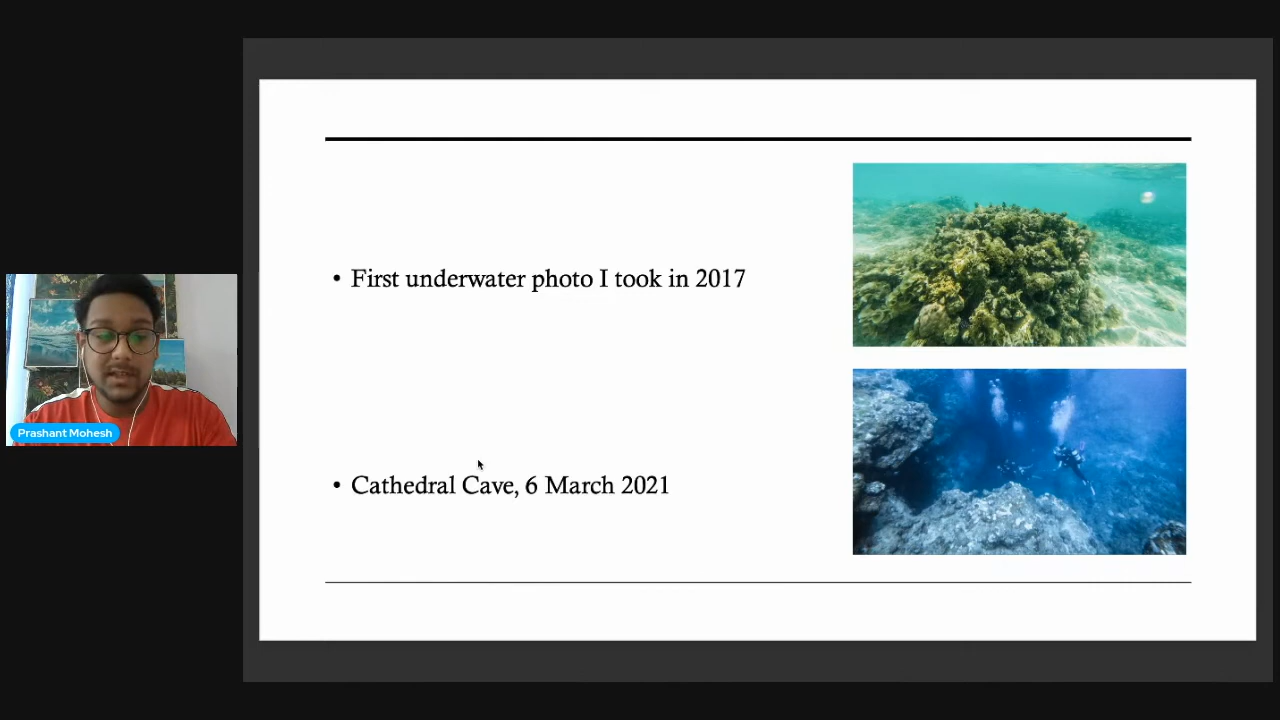 • First underwater photo I took in 2017
Prashant Mohesh
• Cathedral Cave, 6 March 2021